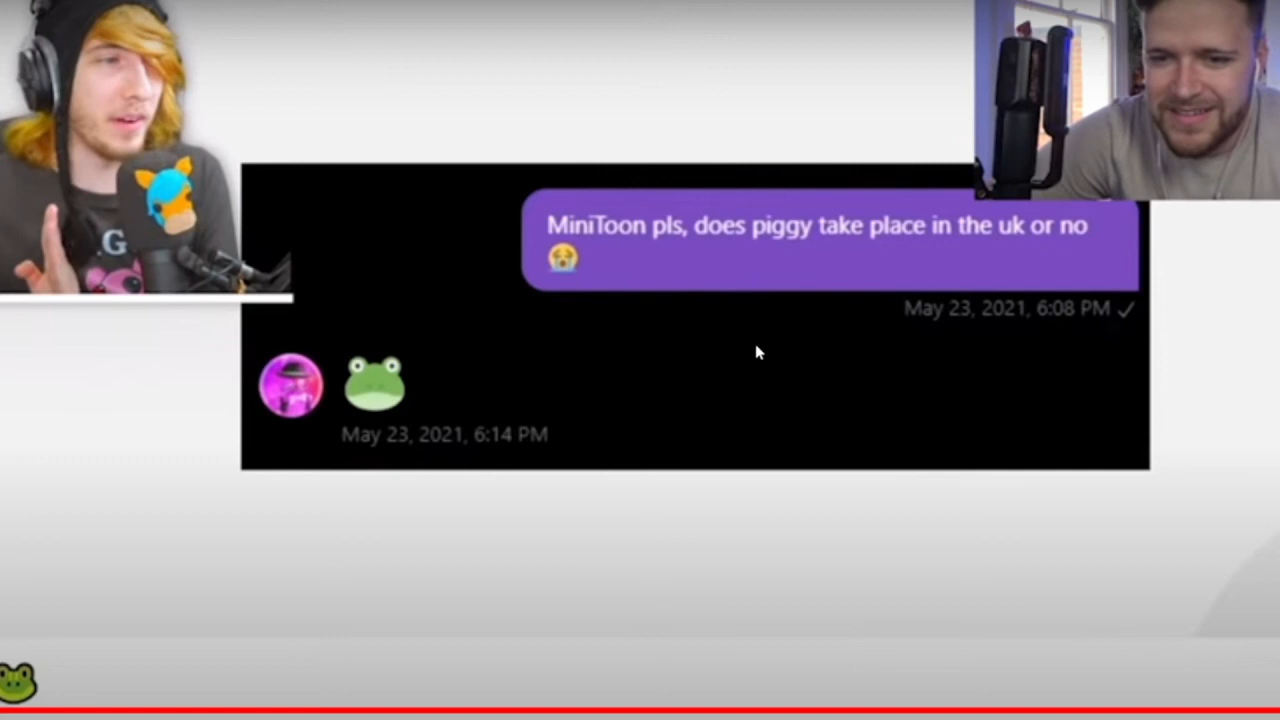 G
MiniToon pls, does piggy take place in the uk or no
😭
May 23, 2021, 6:08 PM ✓
🐸
May 23, 2021, 6:14 PM